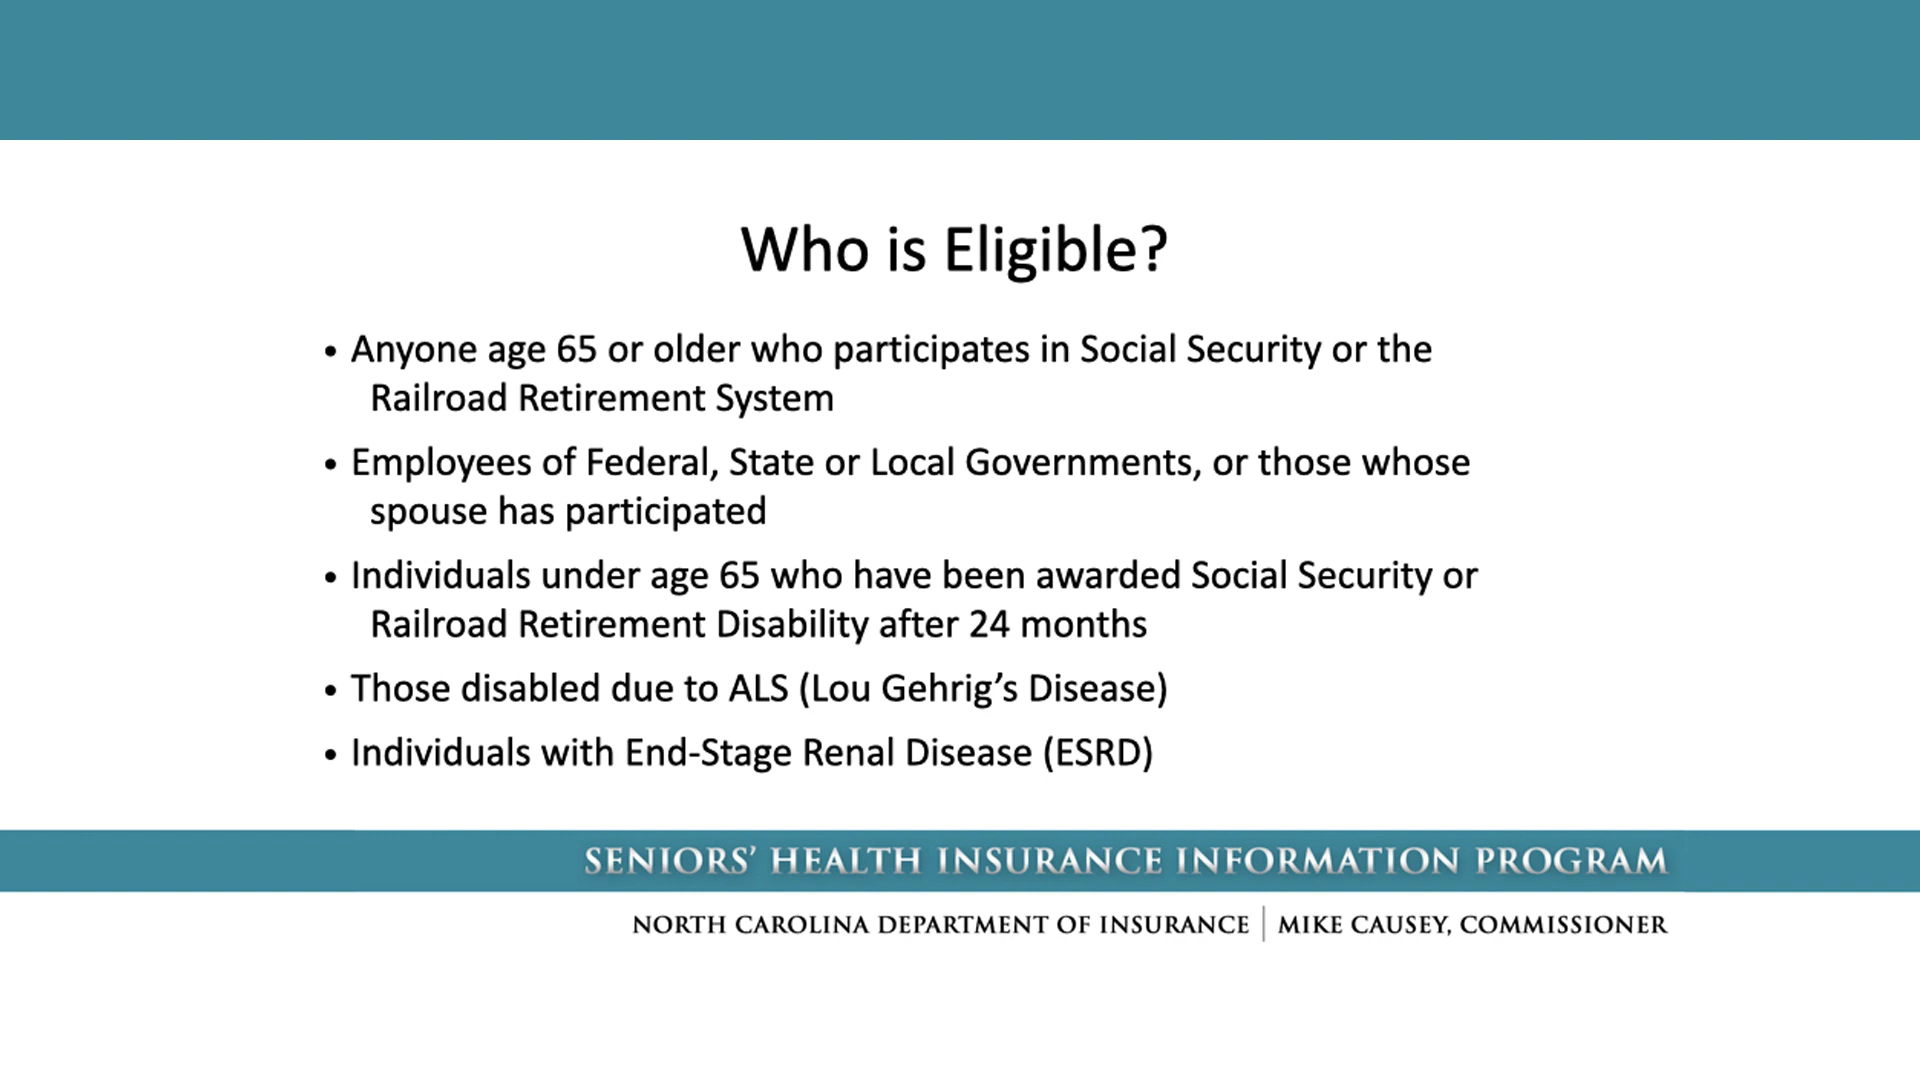 Who is Eligible?
• Anyone age 65 or older who participates in Social Security or the
Railroad Retirement System
• Employees of Federal, State or Local Governments, or those whose
spouse has participated
• Individuals under age 65 who have been awarded Social Security or
Railroad Retirement Disability after 24 months
• Those disabled due to ALS (Lou Gehrig’s Disease)
• Individuals with End-Stage Renal Disease (ESRD)
SENIORS’ HEALTH INSURANCE INFORMATION PROGRAM
NORTH CAROLINA DEPARTMENT OF INSURANCE | MIKE CAUSEY, COMMISSIONER